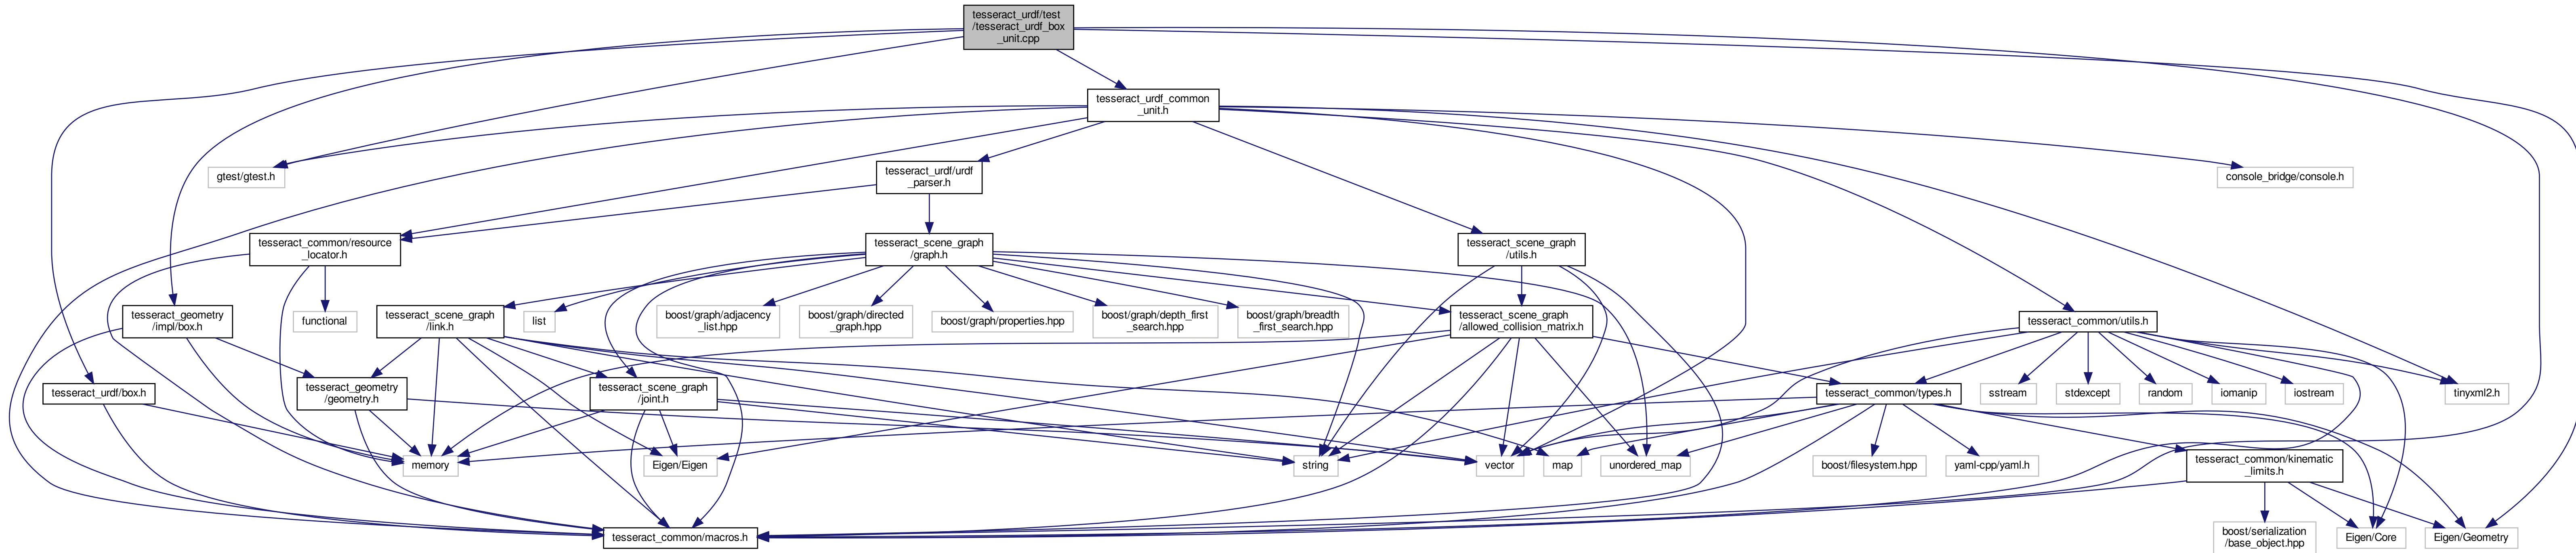 tesseract_urdf/test
/tesseract_urdf_box
_unit.cpp
tesseract_urdf_common
_unit.h
gtest/gtest.h
tesseract_urdf/urdf
_parser.h
console_bridge/console.h
tesseract_common/resource
_locator.h
tesseract_scene_graph
/graph.h
tesseract_scene_graph
/utils.h
tesseract_geometry
/impl/box.h
functional
tesseract_scene_graph
/link.h
list
boost/graph/adjacency
_list.hpp
boost/graph/directed
_graph.hpp
boost/graph/properties.hpp
boost/graph/depth_first
_search.hpp
boost/graph/breadth
_first_search.hpp
tesseract_scene_graph
/allowed_collision_matrix.h
tesseract_common/utils.h
tesseract_urdf/box.h
tesseract_geometry
/geometry.h
tesseract_scene_graph
/joint.h
tesseract_common/types.h
sstream
stdexcept
random
iomanip
iostream
tinyxml2.h
memory
Eigen/Eigen
string
vector
map
unordered_map
boost/filesystem.hpp
yaml-cpp/yaml.h
tesseract_common/kinematic
_limits.h
tesseract_common/macros.h
boost/serialization
/base_object.hpp
Eigen/Core
Eigen/Geometry